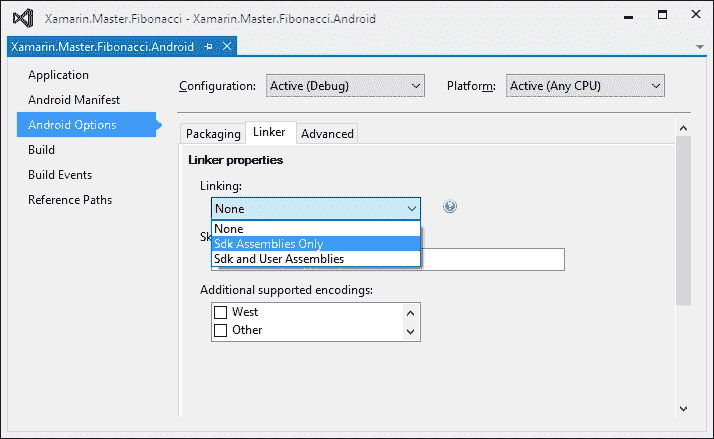 Xamarin.Master.Fibonacci - Xamarin.Master.Fibonacci.Android
Xamarin.Master.Fibonacci.Android
Application
Android Manifest
Android Options
Build
Build Events
Reference Paths
Configuration: Active (Debug) Platform: Active (Any CPU)
Packaging Linker Advanced
Linker properties
Linking:
None
None
Sdk Assemblies Only
Sdk and User Assemblies
Additional supported encodings:
West
Other